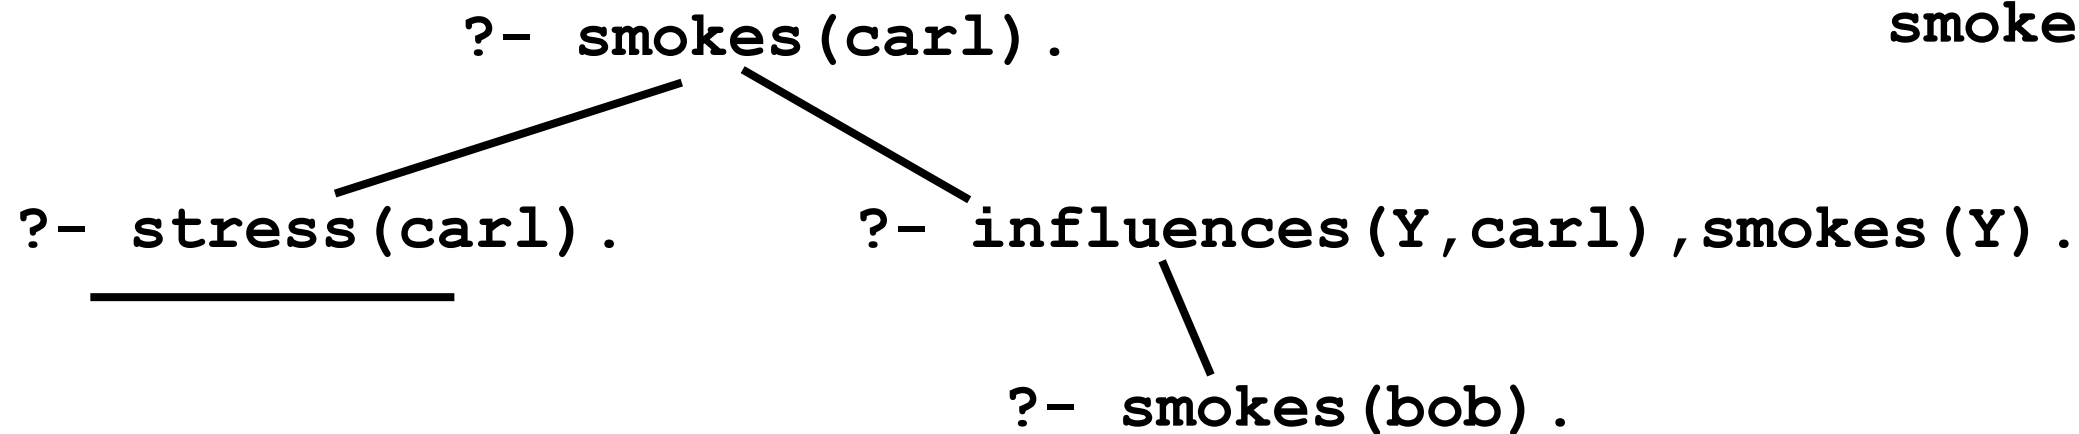 ?- smokes(carl).
smoke
?- stress(carl).
?- influences(Y,carl),smokes(Y).
?- smokes(bob).